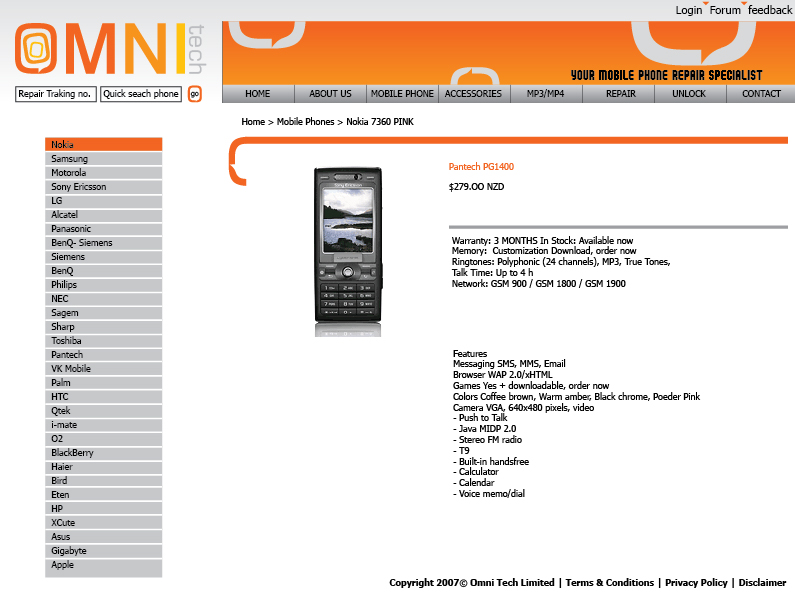 Login Forum feedback
OMNI tech
YOUR MOBILE PHONE REPAIR SPECIALIST
Repair Traking no. Quick seach phone go
HOME ABOUT US MOBILE PHONE ACCESSORIES MP3/MP4 REPAIR UNLOCK CONTACT
Home > Mobile Phones > Nokia 7360 PINK
Nokia
Samsung
Motorola
Sony Ericsson
LG
Alcatel
Panasonic
BenQ- Siemens
Siemens
BenQ
Philips
NEC
Sagem
Sharp
Toshiba
Pantech
VK Mobile
Palm
HTC
Qtek
i-mate
O2
BlackBerry
Haier
Bird
Eten
HP
XCute
Asus
Gigabyte
Apple
Sony Ericsson
Pantech PG1400
$279.00 NZD
Warranty: 3 MONTHS In Stock: Available now
Memory:  Customization Download, order now
Ringtones: Polyphonic (24 channels), MP3, True Tones,
Talk Time: Up to 4 h
Network: GSM 900 / GSM 1800 / GSM 1900
Features
Messaging SMS, MMS, Email
Browser WAP 2.0/xHTML
Games Yes + downloadable, order now
Colors Coffee brown, Warm amber, Black chrome, Poeder Pink
Camera VGA, 640x480 pixels, video
- Push to Talk
- Java MIDP 2.0
- Stereo FM radio
- T9
- Built-in handsfree
- Calculator
- Calendar
- Voice memo/dial
Copyright 2007© Omni Tech Limited | Terms & Conditions | Privacy Policy | Disclaimer